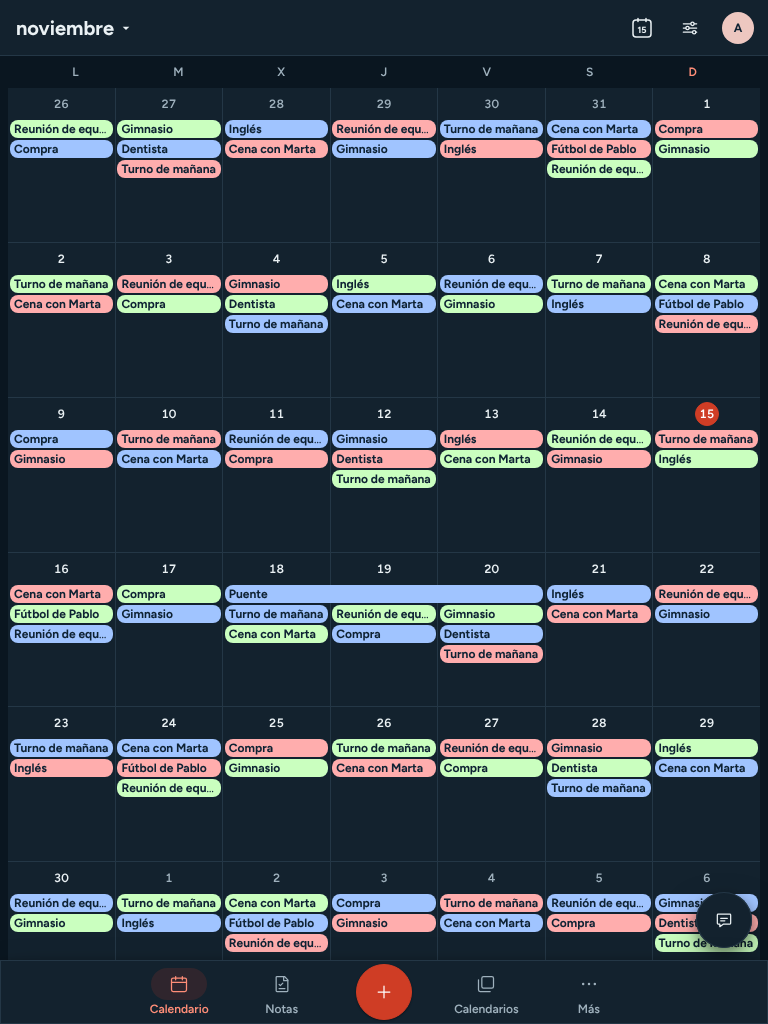 noviembre
15
A
L M X J V S D
26 27 28 29 30 31 1
Reunión de equ... Gimnasio Inglés Reunión de equ... Turno de mañana Cena con Marta Compra
Compra Dentista Cena con Marta Gimnasio Inglés Fútbol de Pablo Gimnasio
Turno de mañana Reunión de equ...
2 3 4 5 6 7 8
Turno de mañana Reunión de equ... Gimnasio Inglés Reunión de equ... Turno de mañana Cena con Marta
Cena con Marta Compra Dentista Cena con Marta Gimnasio Inglés Fútbol de Pablo
Turno de mañana Reunión de equ...
9 10 11 12 13 14 15
Compra Turno de mañana Reunión de equ... Gimnasio Inglés Reunión de equ... Turno de mañana
Gimnasio Cena con Marta Compra Dentista Cena con Marta Gimnasio Inglés
Turno de mañana
16 17 18 19 20 21 22
Cena con Marta Compra Puente Inglés Reunión de equ...
Fútbol de Pablo Gimnasio Turno de mañana Reunión de equ... Gimnasio Cena con Marta Gimnasio
Reunión de equ... Cena con Marta Compra Dentista
Turno de mañana
23 24 25 26 27 28 29
Turno de mañana Cena con Marta Compra Turno de mañana Reunión de equ... Gimnasio Inglés
Inglés Fútbol de Pablo Gimnasio Cena con Marta Compra Dentista Cena con Marta
Reunión de equ... Turno de mañana
30 1 2 3 4 5 6
Reunión de equ... Turno de mañana Cena con Marta Compra Turno de mañana Reunión de equ... Gimnasio
Gimnasio Inglés Fútbol de Pablo Gimnasio Cena con Marta Compra Dentista
Reunión de equ... Turno de mañana
Calendario Notas Calendarios Más